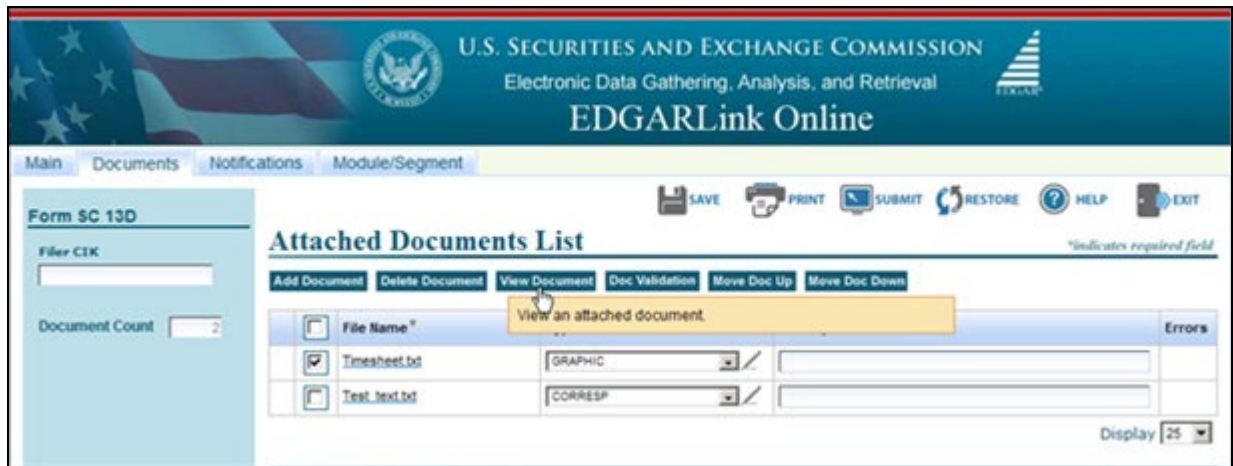 U.S. SECURITIES AND EXCHANGE COMMISSION
Electronic Data Gathering, Analysis, and Retrieval
EDGAR®
EDGARLink Online
Main Documents Notifications Module/Segment
SAVE PRINT SUBMIT RESTORE HELP EXIT
Form SC 13D
Attached Documents List
*indicates required field
Filer CIK
Add Document Delete Document View Document Doc Validation Move Doc Up Move Doc Down
View an attached document.
Document Count 2
File Name* Errors
Timesheet.txt GRAPHIC
Test_text.txt CORRESP
Display 25